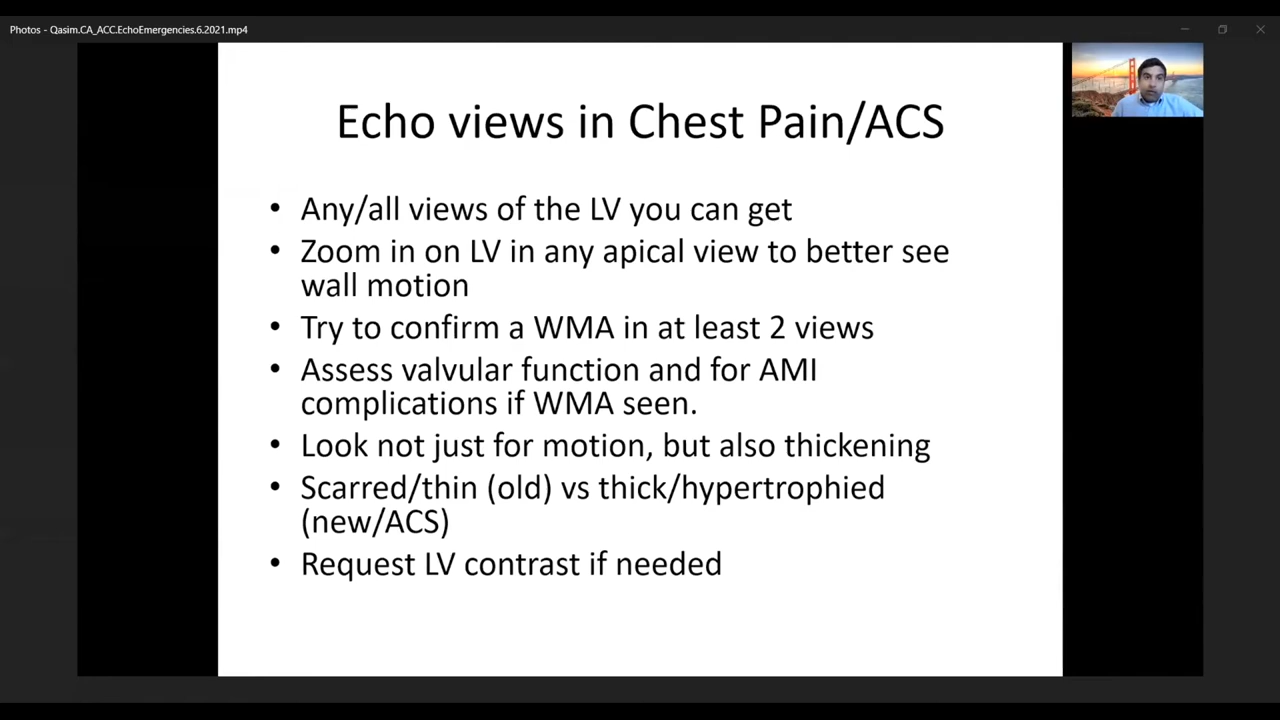 Photos - Qasim.CA_ACC.EchoEmergencies.6.2021.mp4
Echo views in Chest Pain/ACS
• Any/all views of the LV you can get
• Zoom in on LV in any apical view to better see
wall motion
• Try to confirm a WMA in at least 2 views
• Assess valvular function and for AMI
complications if WMA seen.
• Look not just for motion, but also thickening
• Scarred/thin (old) vs thick/hypertrophied
(new/ACS)
• Request LV contrast if needed